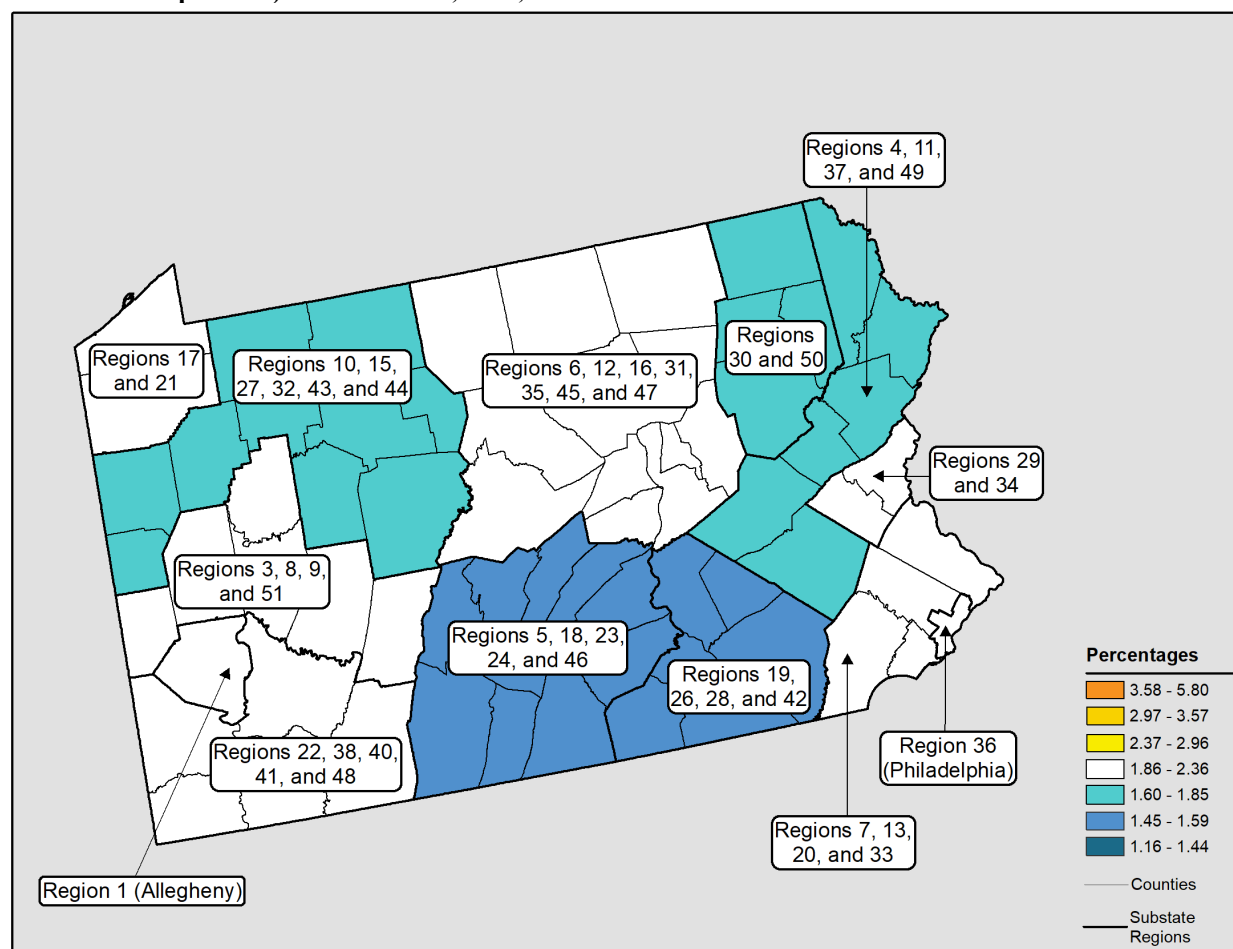 Regions 4, 11,
37, and 49
Regions 17
and 21
Regions 10, 15,
27, 32, 43, and 44
Regions 6, 12, 16, 31,
35, 45, and 47
Regions
30 and 50
Regions 29
and 34
Regions 3, 8, 9,
and 51
Regions 5, 18, 23,
24, and 46
Regions 19,
26, 28, and 42
Regions 22, 38, 40,
41, and 48
Region 36
(Philadelphia)
Regions 7, 13,
20, and 33
Region 1 (Allegheny)
Percentages
3.58 - 5.80
2.97 - 3.57
2.37 - 2.96
1.86 - 2.36
1.60 - 1.85
1.45 - 1.59
1.16 - 1.44
Counties
Substate
Regions